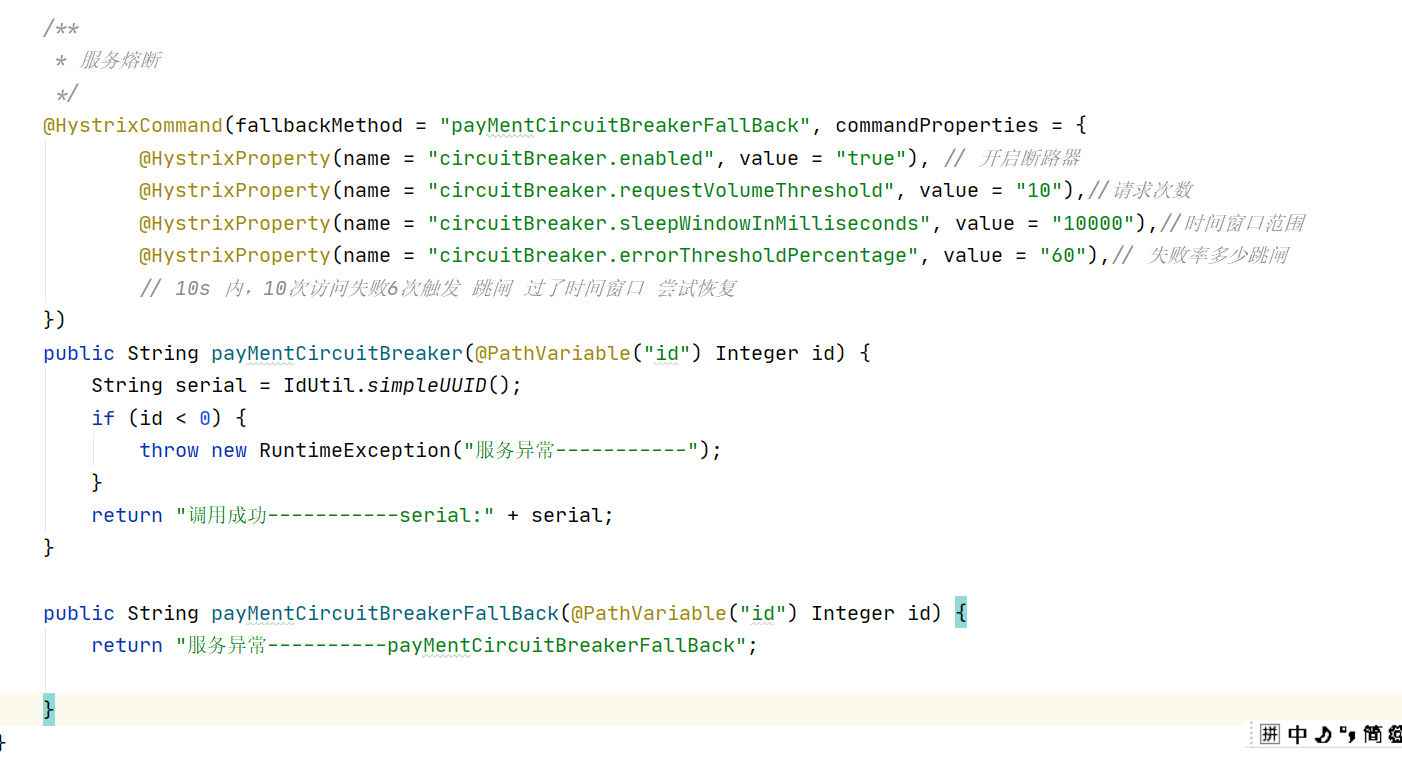 /**
 * 服务熔断
 */
@HystrixCommand(fallbackMethod = "payMentCircuitBreakerFallBack", commandProperties = {
        @HystrixProperty(name = "circuitBreaker.enabled", value = "true"), // 开启断路器
        @HystrixProperty(name = "circuitBreaker.requestVolumeThreshold", value = "10"),//请求次数
        @HystrixProperty(name = "circuitBreaker.sleepWindowInMilliseconds", value = "10000"),//时间窗口范围
        @HystrixProperty(name = "circuitBreaker.errorThresholdPercentage", value = "60"),// 失败率多少跳闸
        // 10s 内，10次访问失败6次触发 跳闸 过了时间窗口 尝试恢复
})
public String payMentCircuitBreaker(@PathVariable("id") Integer id) {
    String serial = IdUtil.simpleUUID();
    if (id < 0) {
        throw new RuntimeException("服务异常-----------");
    }
    return "调用成功-----------serial:" + serial;
}
public String payMentCircuitBreakerFallBack(@PathVariable("id") Integer id) {
    return "服务异常----------payMentCircuitBreakerFallBack";
}
}
拼 中 简